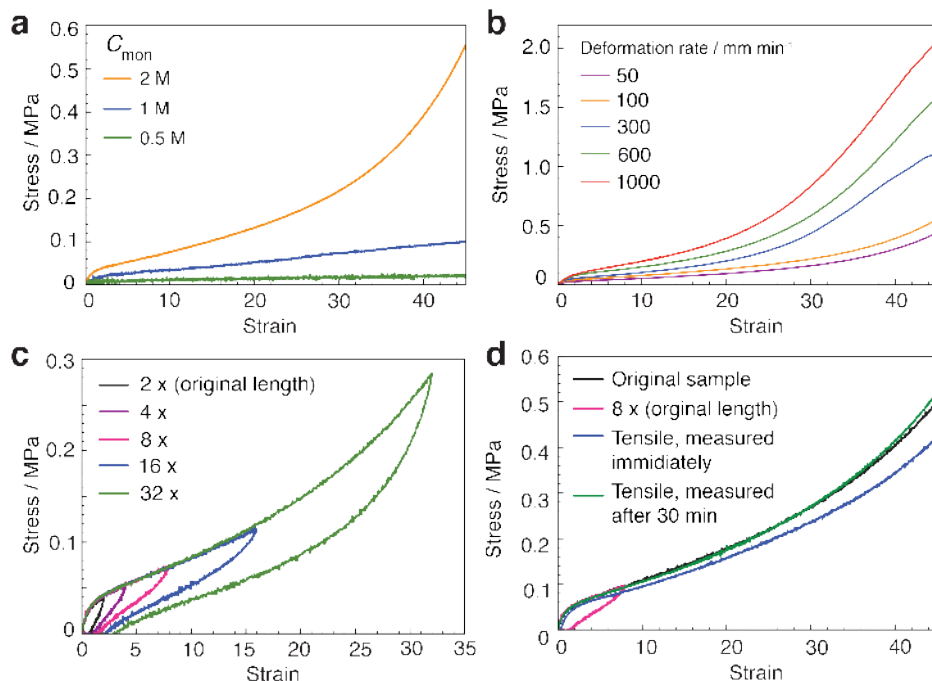 a
C mon
2 M
1 M
0.5 M
Stress / MPa
0.6
0.5
0.4
0.3
0.2
0.1
0
0 10 20 30 40
Strain
b
Deformation rate / mm min⁻¹
50
100
300
600
1000
Stress / MPa
2.0
1.5
1.0
0.5
0
0 10 20 30 40
Strain
c
2 x (original length)
4 x
8 x
16 x
32 x
Stress / MPa
0.3
0.2
0.1
0
0 5 10 15 20 25 30 35
Strain
d
Original sample
8 x (orginal length)
Tensile, measured
immidiately
Tensile, measured
after 30 min
Stress / MPa
0.6
0.5
0.4
0.3
0.2
0.1
0
0 10 20 30 40
Strain